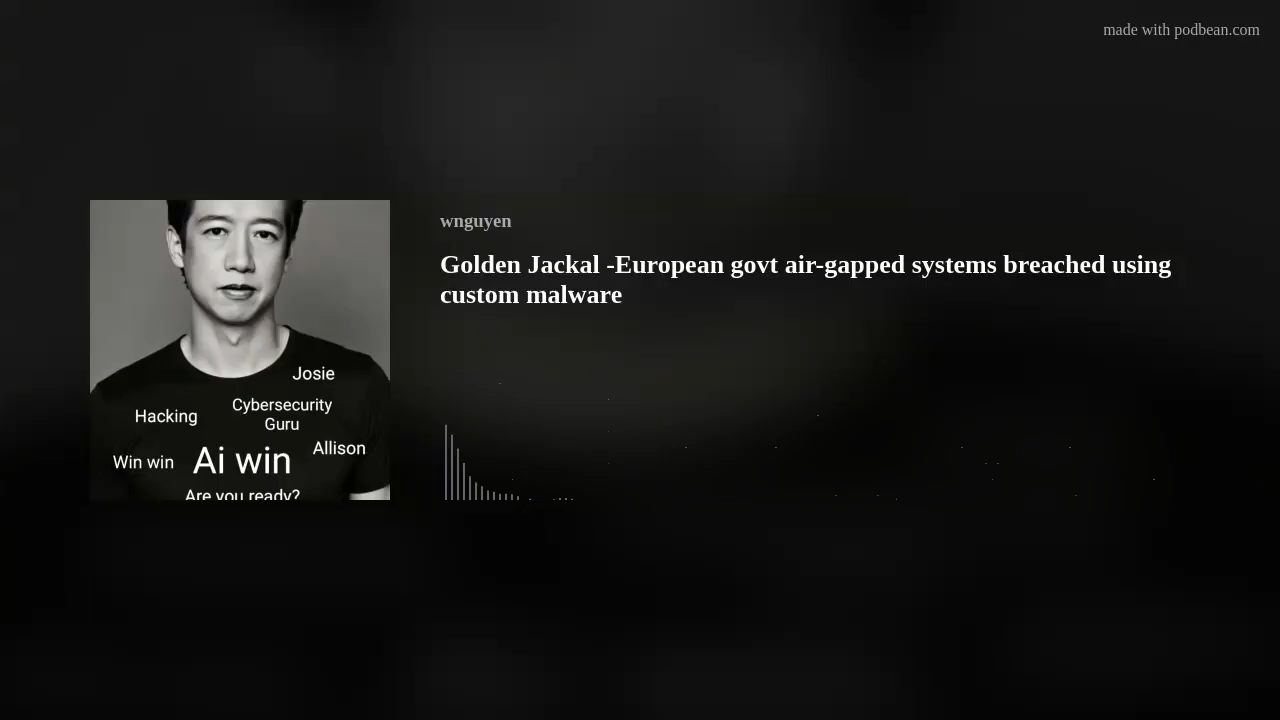 made with podbean.com
wnguyen
Golden Jackal -European govt air-gapped systems breached using
custom malware
Josie
Hacking
Cybersecurity
Guru
Allison
Win win
Ai win
Are you ready?